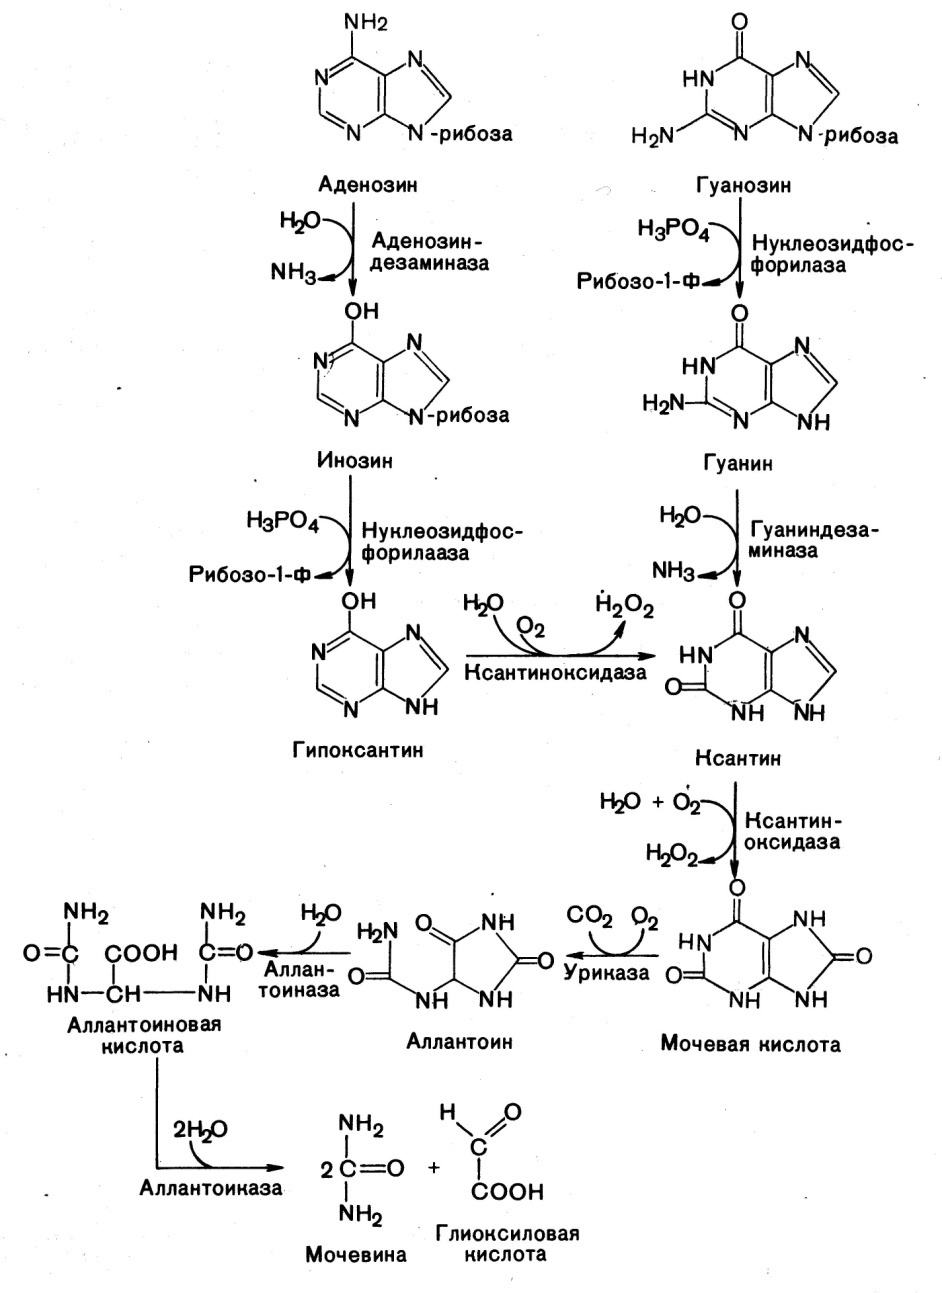 NH2
N
N
N
N
-рибоза
Аденозин
O
HN
N
H2N
N
N
-рибоза
Гуанозин
H2O
NH3
Аденозин-
дезаминаза
H3PO4
Рибозо-1-Ф
Нуклеозидфос-
форилаза
OH
N
N
N
N
-рибоза
Инозин
O
HN
N
H2N
N
NH
Гуанин
H3PO4
Рибозо-1-Ф
Нуклеозидфос-
форилааза
H2O
NH3
Гуаниндеза-
миназа
OH
N
N
N
NH
Гипоксантин
H2O
O2
H2O2
Ксантиноксидаза
O
HN
N
O
NH
NH
Ксантин
H2O + O2
H2O2
Ксантин-
оксидаза
O
HN
NH
O
O
NH
NH
Мочевая кислота
CO2
O2
Уриказа
H2N
O
NH
O
O
NH
NH
Аллантоин
H2O
Аллан-
тоиназа
NH2
NH2
O
C
COOH
C
O
HN
CH
NH
Аллантоиновая
кислота
2H2O
Аллантоиказа
NH2
2 C=O
NH2
Мочевина
+
H
O
C
COOH
Глиоксиловая
кислота